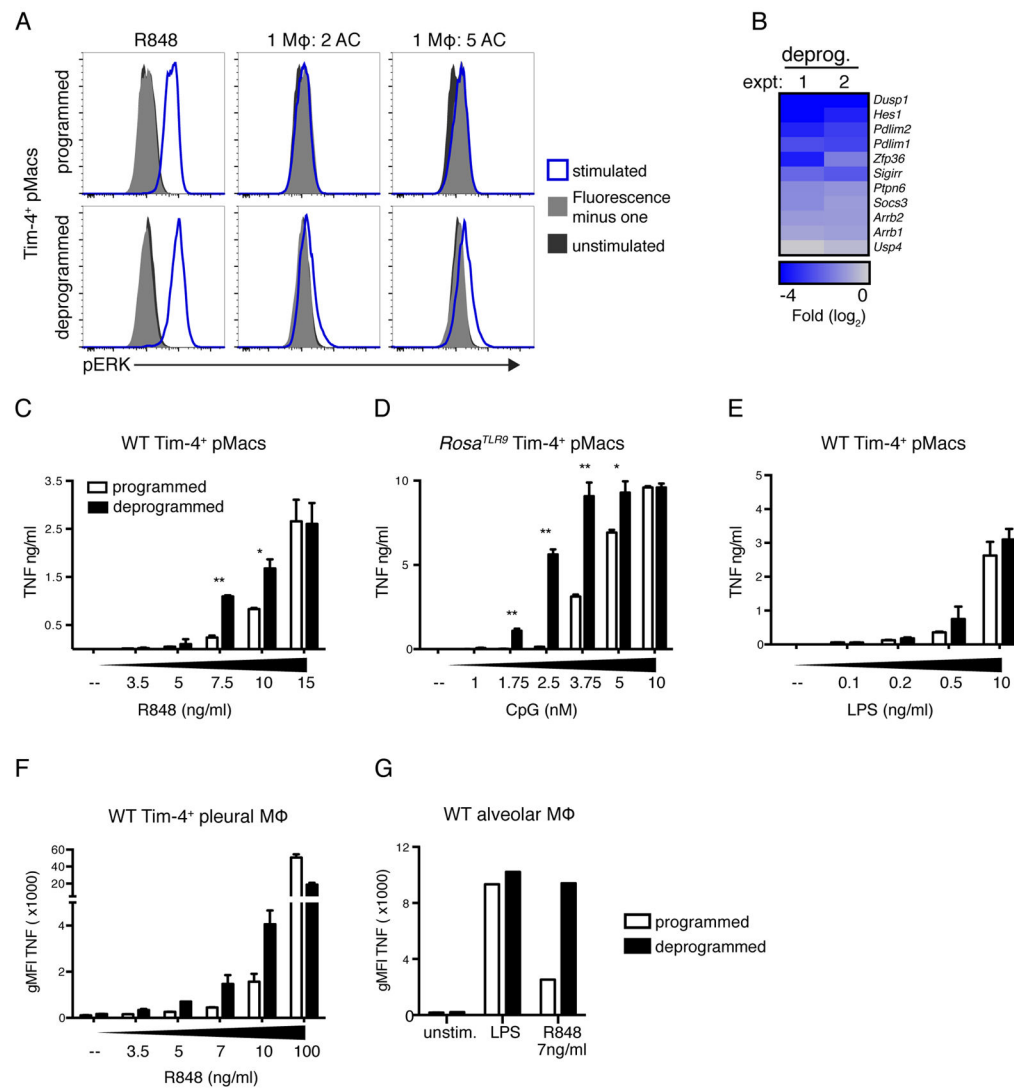 A
R848
1 Mφ: 2 AC
1 Mφ: 5 AC
Tim-4⁺ pMacs
programmed
deprogrammed
pERK
stimulated
Fluorescence
minus one
unstimulated
B
deprog.
expt: 1 2
Dusp1
Hes1
Pdlim2
Pdlim1
Zfp36
Sigirr
Ptpn6
Socs3
Arrb2
Arrb1
Usp4
-4 0
Fold (log₂)
C
WT Tim-4⁺ pMacs
programmed
deprogrammed
TNF ng/ml
3.5
2.5
1.5
0.5
** *
-- 3.5 5 7.5 10 15
R848 (ng/ml)
D
Rosaᵀᴸᴿ⁹ Tim-4⁺ pMacs
TNF ng/ml
10
5
0
** ** ** *
-- 1 1.75 2.5 3.75 5 10
CpG (nM)
E
WT Tim-4⁺ pMacs
TNF ng/ml
5
4
3
2
1
0
-- 0.1 0.2 0.5 10
LPS (ng/ml)
F
WT Tim-4⁺ pleural MΦ
gMFI TNF ( x1000)
60
40
20
4
2
0
-- 3.5 5 7 10 100
R848 (ng/ml)
G
WT alveolar MΦ
gMFI TNF ( x1000)
12
8
4
0
unstim. LPS R848
7ng/ml
programmed
deprogrammed